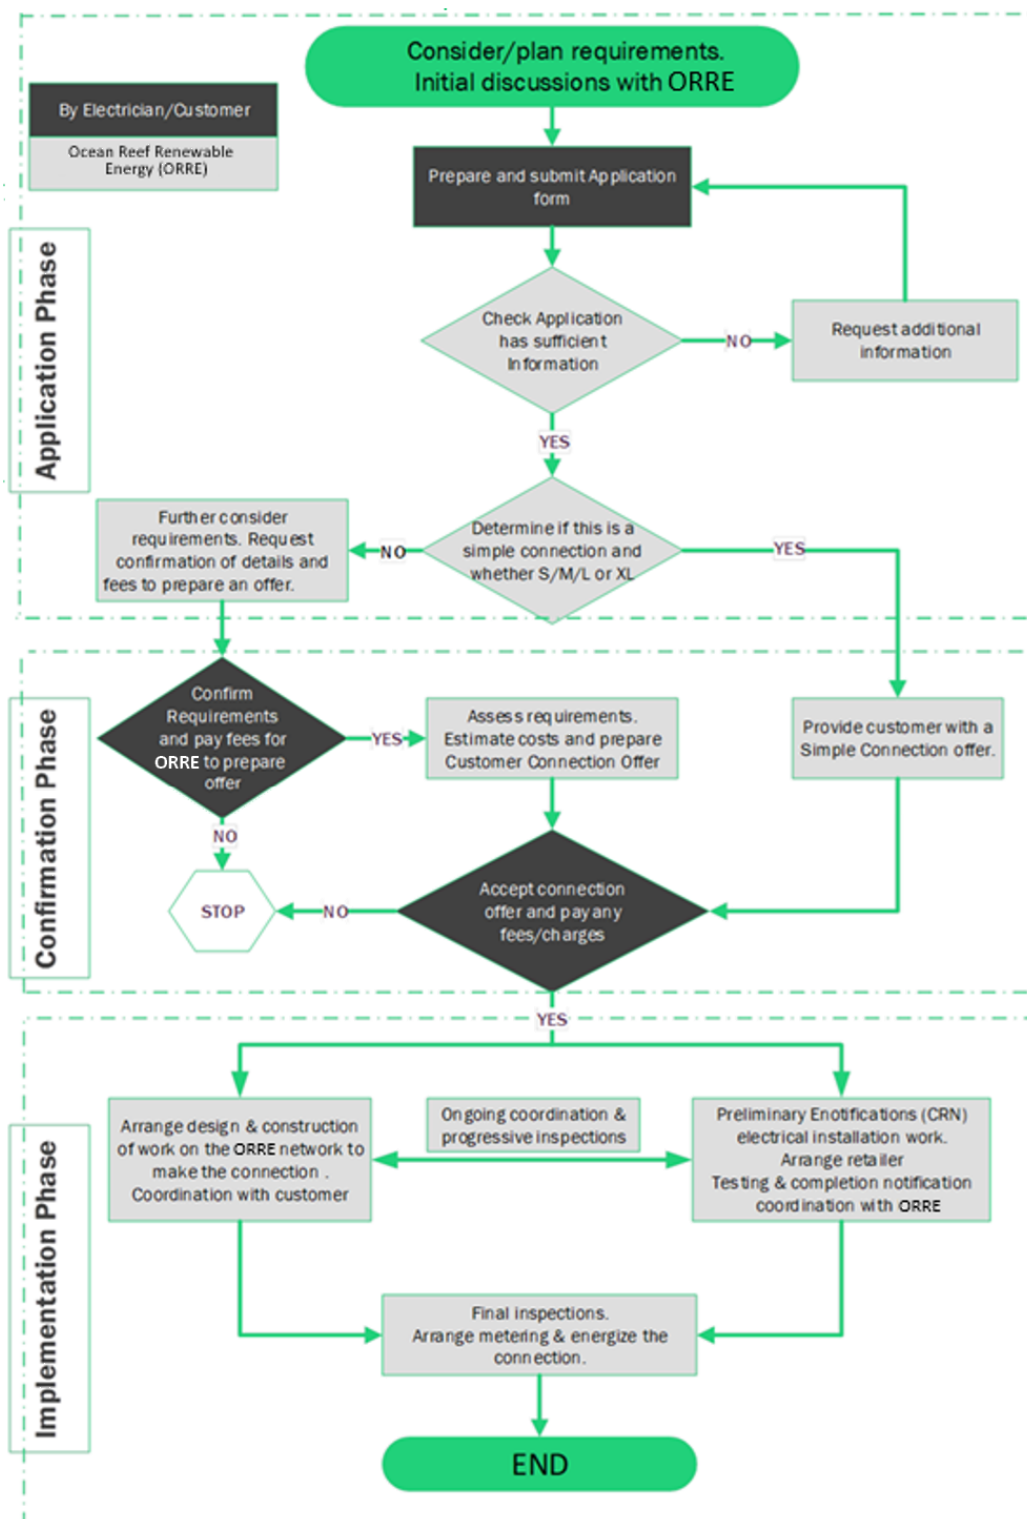 Consider/plan requirements.
Initial discussions with ORRE
By Electrician/Customer
Ocean Reef Renewable
Energy (ORRE)
Prepare and submit Application
form
Application Phase
Check Application
has sufficient
Information
NO
Request additional
information
YES
Further consider
requirements. Request
confirmation of details and
fees to prepare an offer.
NO
Determine if this is a
simple connection and
whether S/M/L or XL
YES
Confirmation Phase
Confirm
Requirements
and pay fees for
ORRE to prepare
offer
YES
Assess requirements.
Estimate costs and prepare
Customer Connection Offer
Provide customer with a
Simple Connection offer.
NO
STOP
NO
Accept connection
offer and pay any
fees/charges
YES
Implementation Phase
Arrange design & construction
of work on the ORRE network to
make the connection .
Coordination with customer
Ongoing coordination &
progressive inspections
Preliminary Enotifications (CRN)
electrical installation work.
Arrange retailer
Testing & completion notification
coordination with ORRE
Final inspections.
Arrange metering & energize the
connection.
END